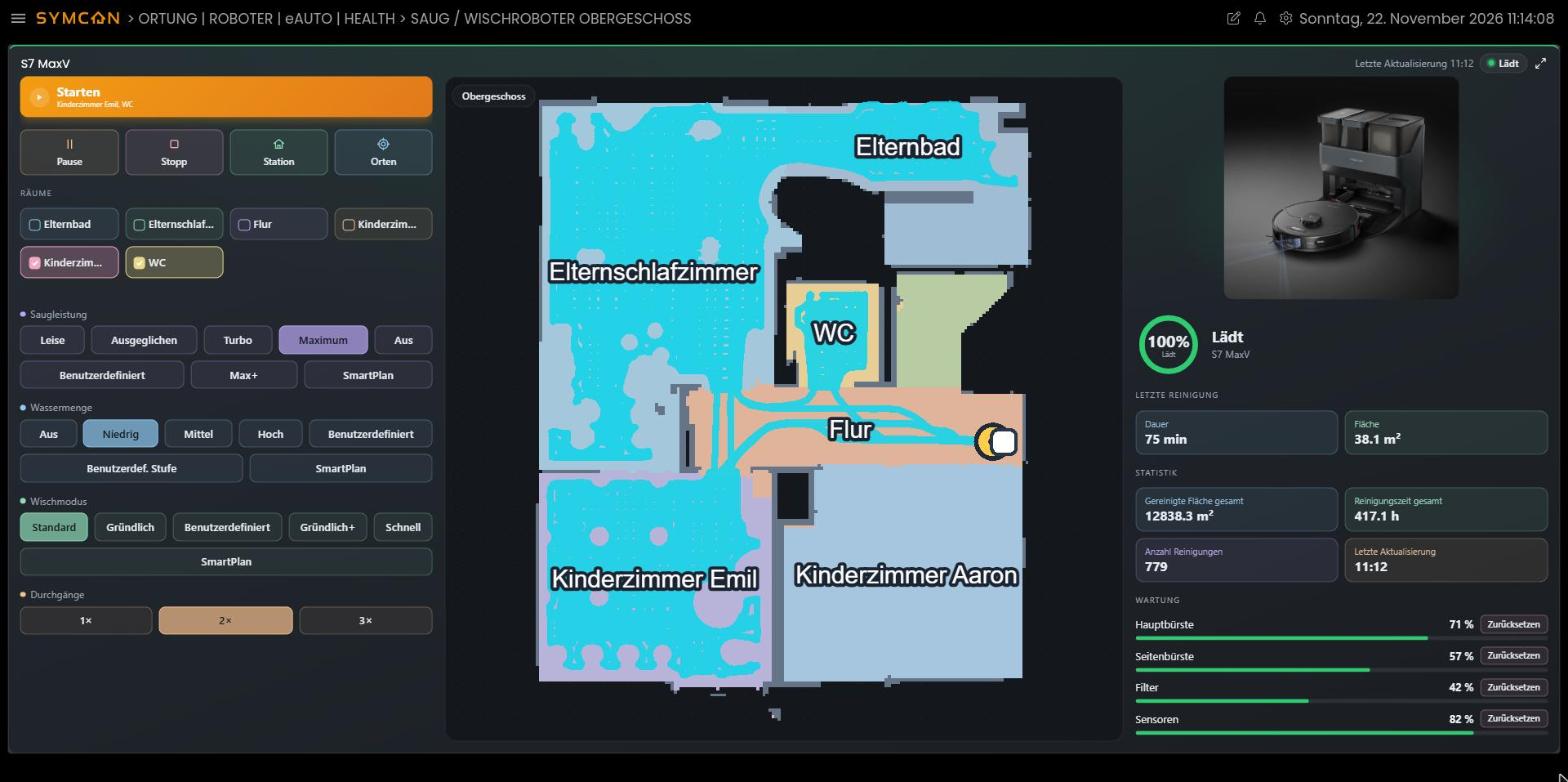 SYMCON > ORTUNG | ROBOTER | eAUTO | HEALTH > SAUG / WISCHROBOTER OBERGESCHOSS
Sonntag, 22. November 2026 11:14:08
S7 MaxV
Letzte Aktualisierung 11:12
Lädt
Starten
Kinderzimmer Emil, WC
Pause
Stopp
Station
Orten
RÄUME
Elternbad
Elternschlaf...
Flur
Kinderzim...
Kinderzim...
WC
Saugleistung
Leise
Ausgeglichen
Turbo
Maximum
Aus
Benutzerdefiniert
Max+
SmartPlan
Wassermenge
Aus
Niedrig
Mittel
Hoch
Benutzerdefiniert
Benutzerdef. Stufe
SmartPlan
Wischmodus
Standard
Gründlich
Benutzerdefiniert
Gründlich+
Schnell
SmartPlan
Durchgänge
1×
2×
3×
Obergeschoss
Elternbad
Elternschlafzimmer
WC
Flur
Kinderzimmer Emil
Kinderzimmer Aaron
100%
Lädt
Lädt
S7 MaxV
LETZTE REINIGUNG
Dauer
75 min
Fläche
38.1 m²
STATISTIK
Gereinigte Fläche gesamt
12838.3 m²
Reinigungszeit gesamt
417.1 h
Anzahl Reinigungen
779
Letzte Aktualisierung
11:12
WARTUNG
Hauptbürste
71 %
Zurücksetzen
Seitenbürste
57 %
Zurücksetzen
Filter
42 %
Zurücksetzen
Sensoren
82 %
Zurücksetzen